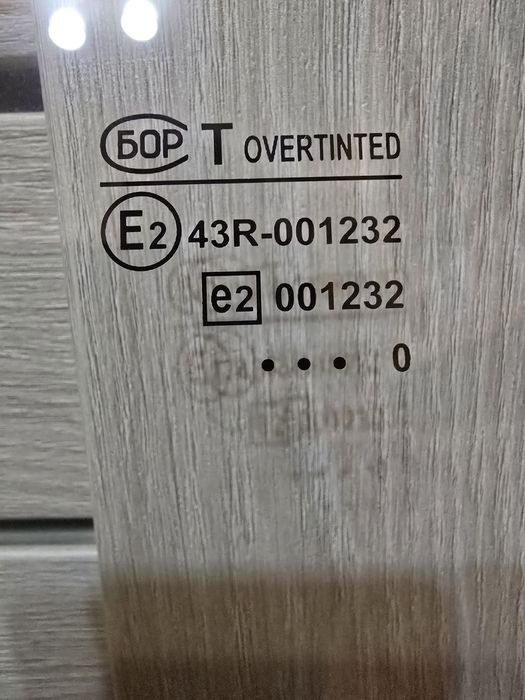 БОР T OVERTINTED
E2 43R-001232
e2 001232
• • • 0